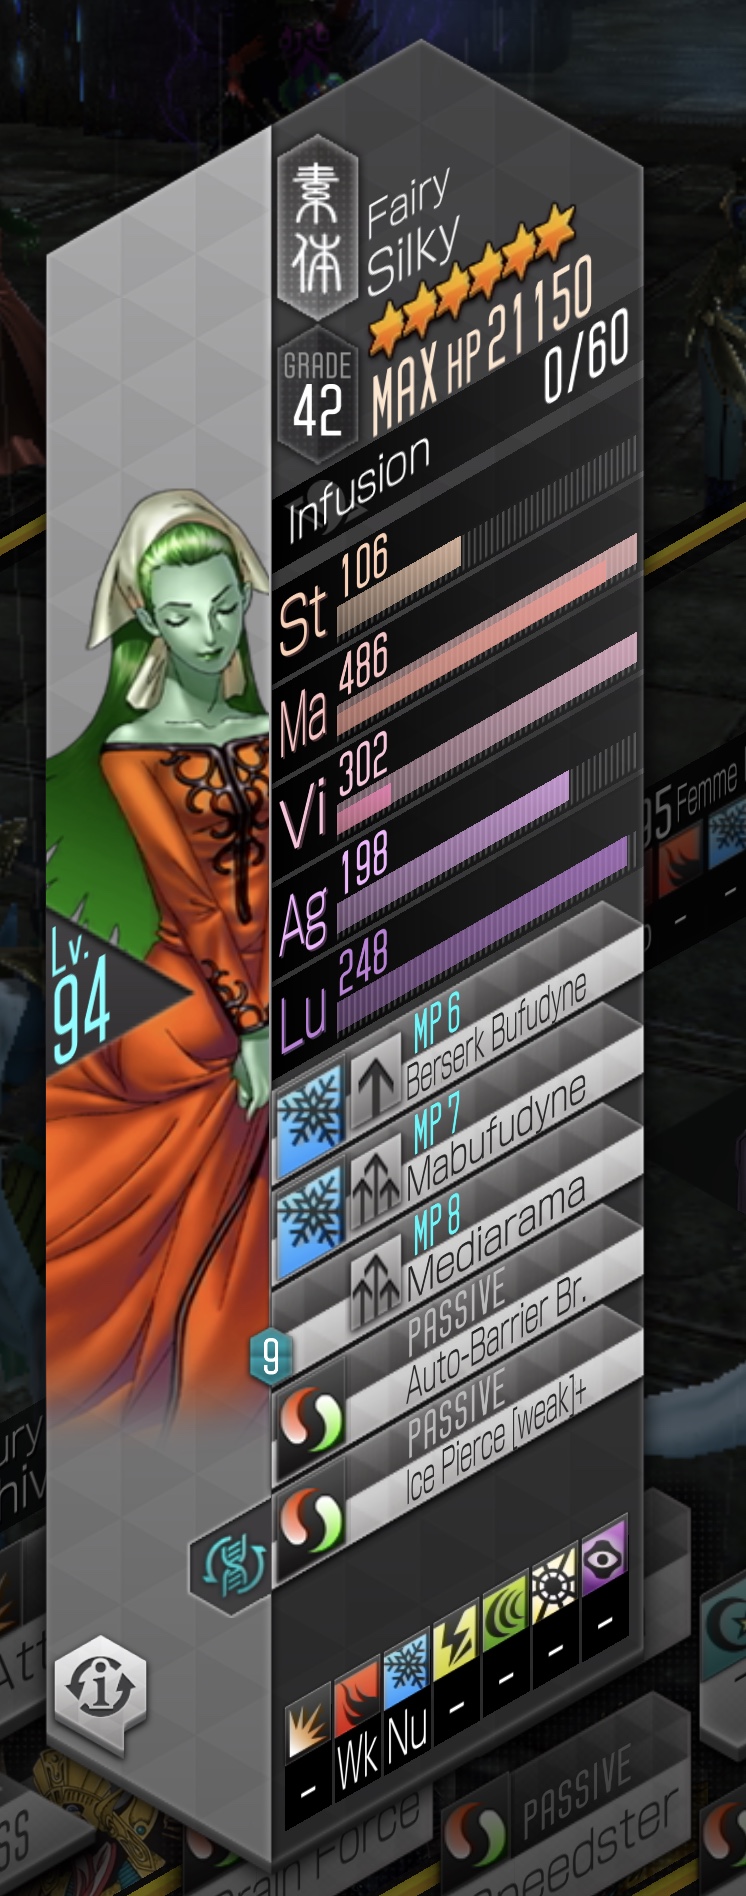 素体
Fairy
Silky
GRADE
42
MAX HP 21150
0/60
Infusion
St 106
Ma 486
Vi 302
Ag 198
Lu 248
Lv.
94
MP 6
Berserk Bufudyne
MP 7
Mabufudyne
MP 8
Mediarama
9
PASSIVE
Auto-Barrier Br.
PASSIVE
Ice Pierce [weak]+
- Wk Nu - - - -
95 Femme
- -
PASSIVE
Speedster